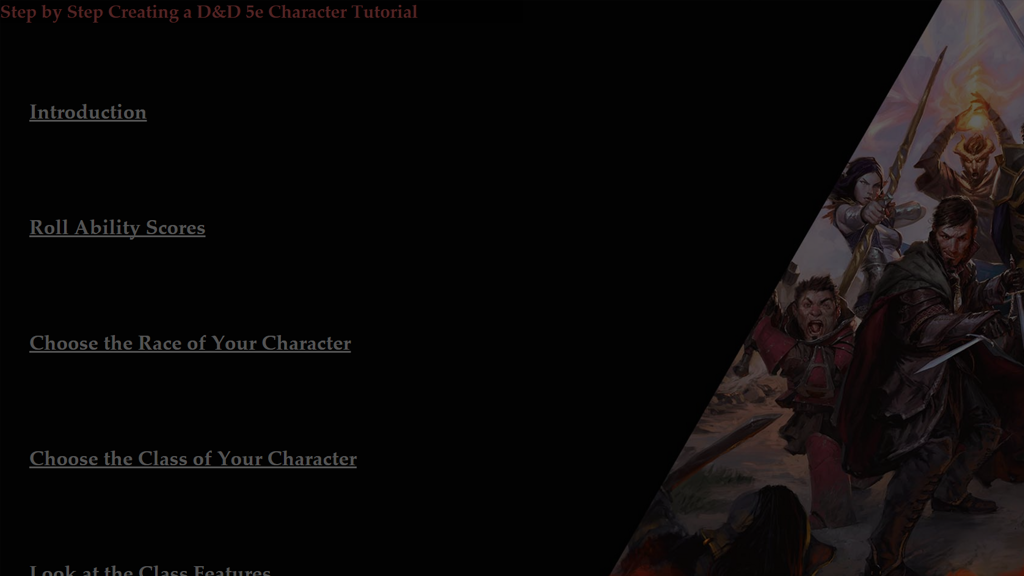 Step by Step Creating a D&D 5e Character Tutorial
Introduction
Roll Ability Scores
Choose the Race of Your Character
Choose the Class of Your Character
Look at the Class Features